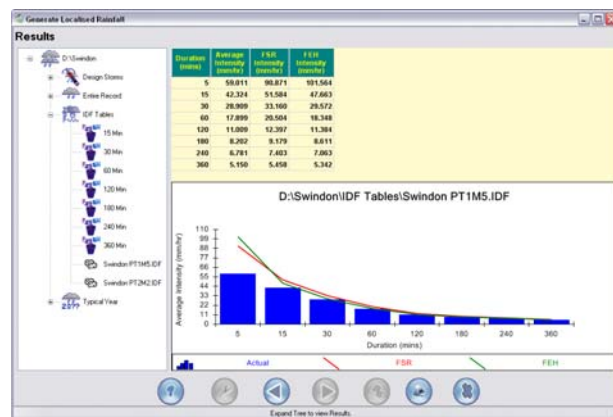 Generate Localised Rainfall
Results
D:\Swindon
Design Storms
Entire Record
IDF Tables
15 Min
30 Min
60 Min
120 Min
180 Min
240 Min
360 Min
Swindon PT1M5.IDF
Swindon PT2M2.IDF
Typical Year
Duration (mins) Average Intensity (mm/hr) FSR Intensity (mm/hr) FEH Intensity (mm/hr)
5 59.011 90.871 101.564
15 42.324 51.584 47.663
30 28.909 33.160 29.572
60 17.899 20.504 18.348
120 11.009 12.397 11.384
180 8.202 9.179 8.611
240 6.781 7.403 7.063
360 5.150 5.458 5.342
D:\Swindon\IDF Tables\Swindon PT1M5.IDF
Average Intensity (mm/hr)
110
99
88
77
66
55
44
33
22
11
0
5 15 30 60 120 180 240 360
Duration (mins)
Actual FSR FEH
Expand Tree to view Results.